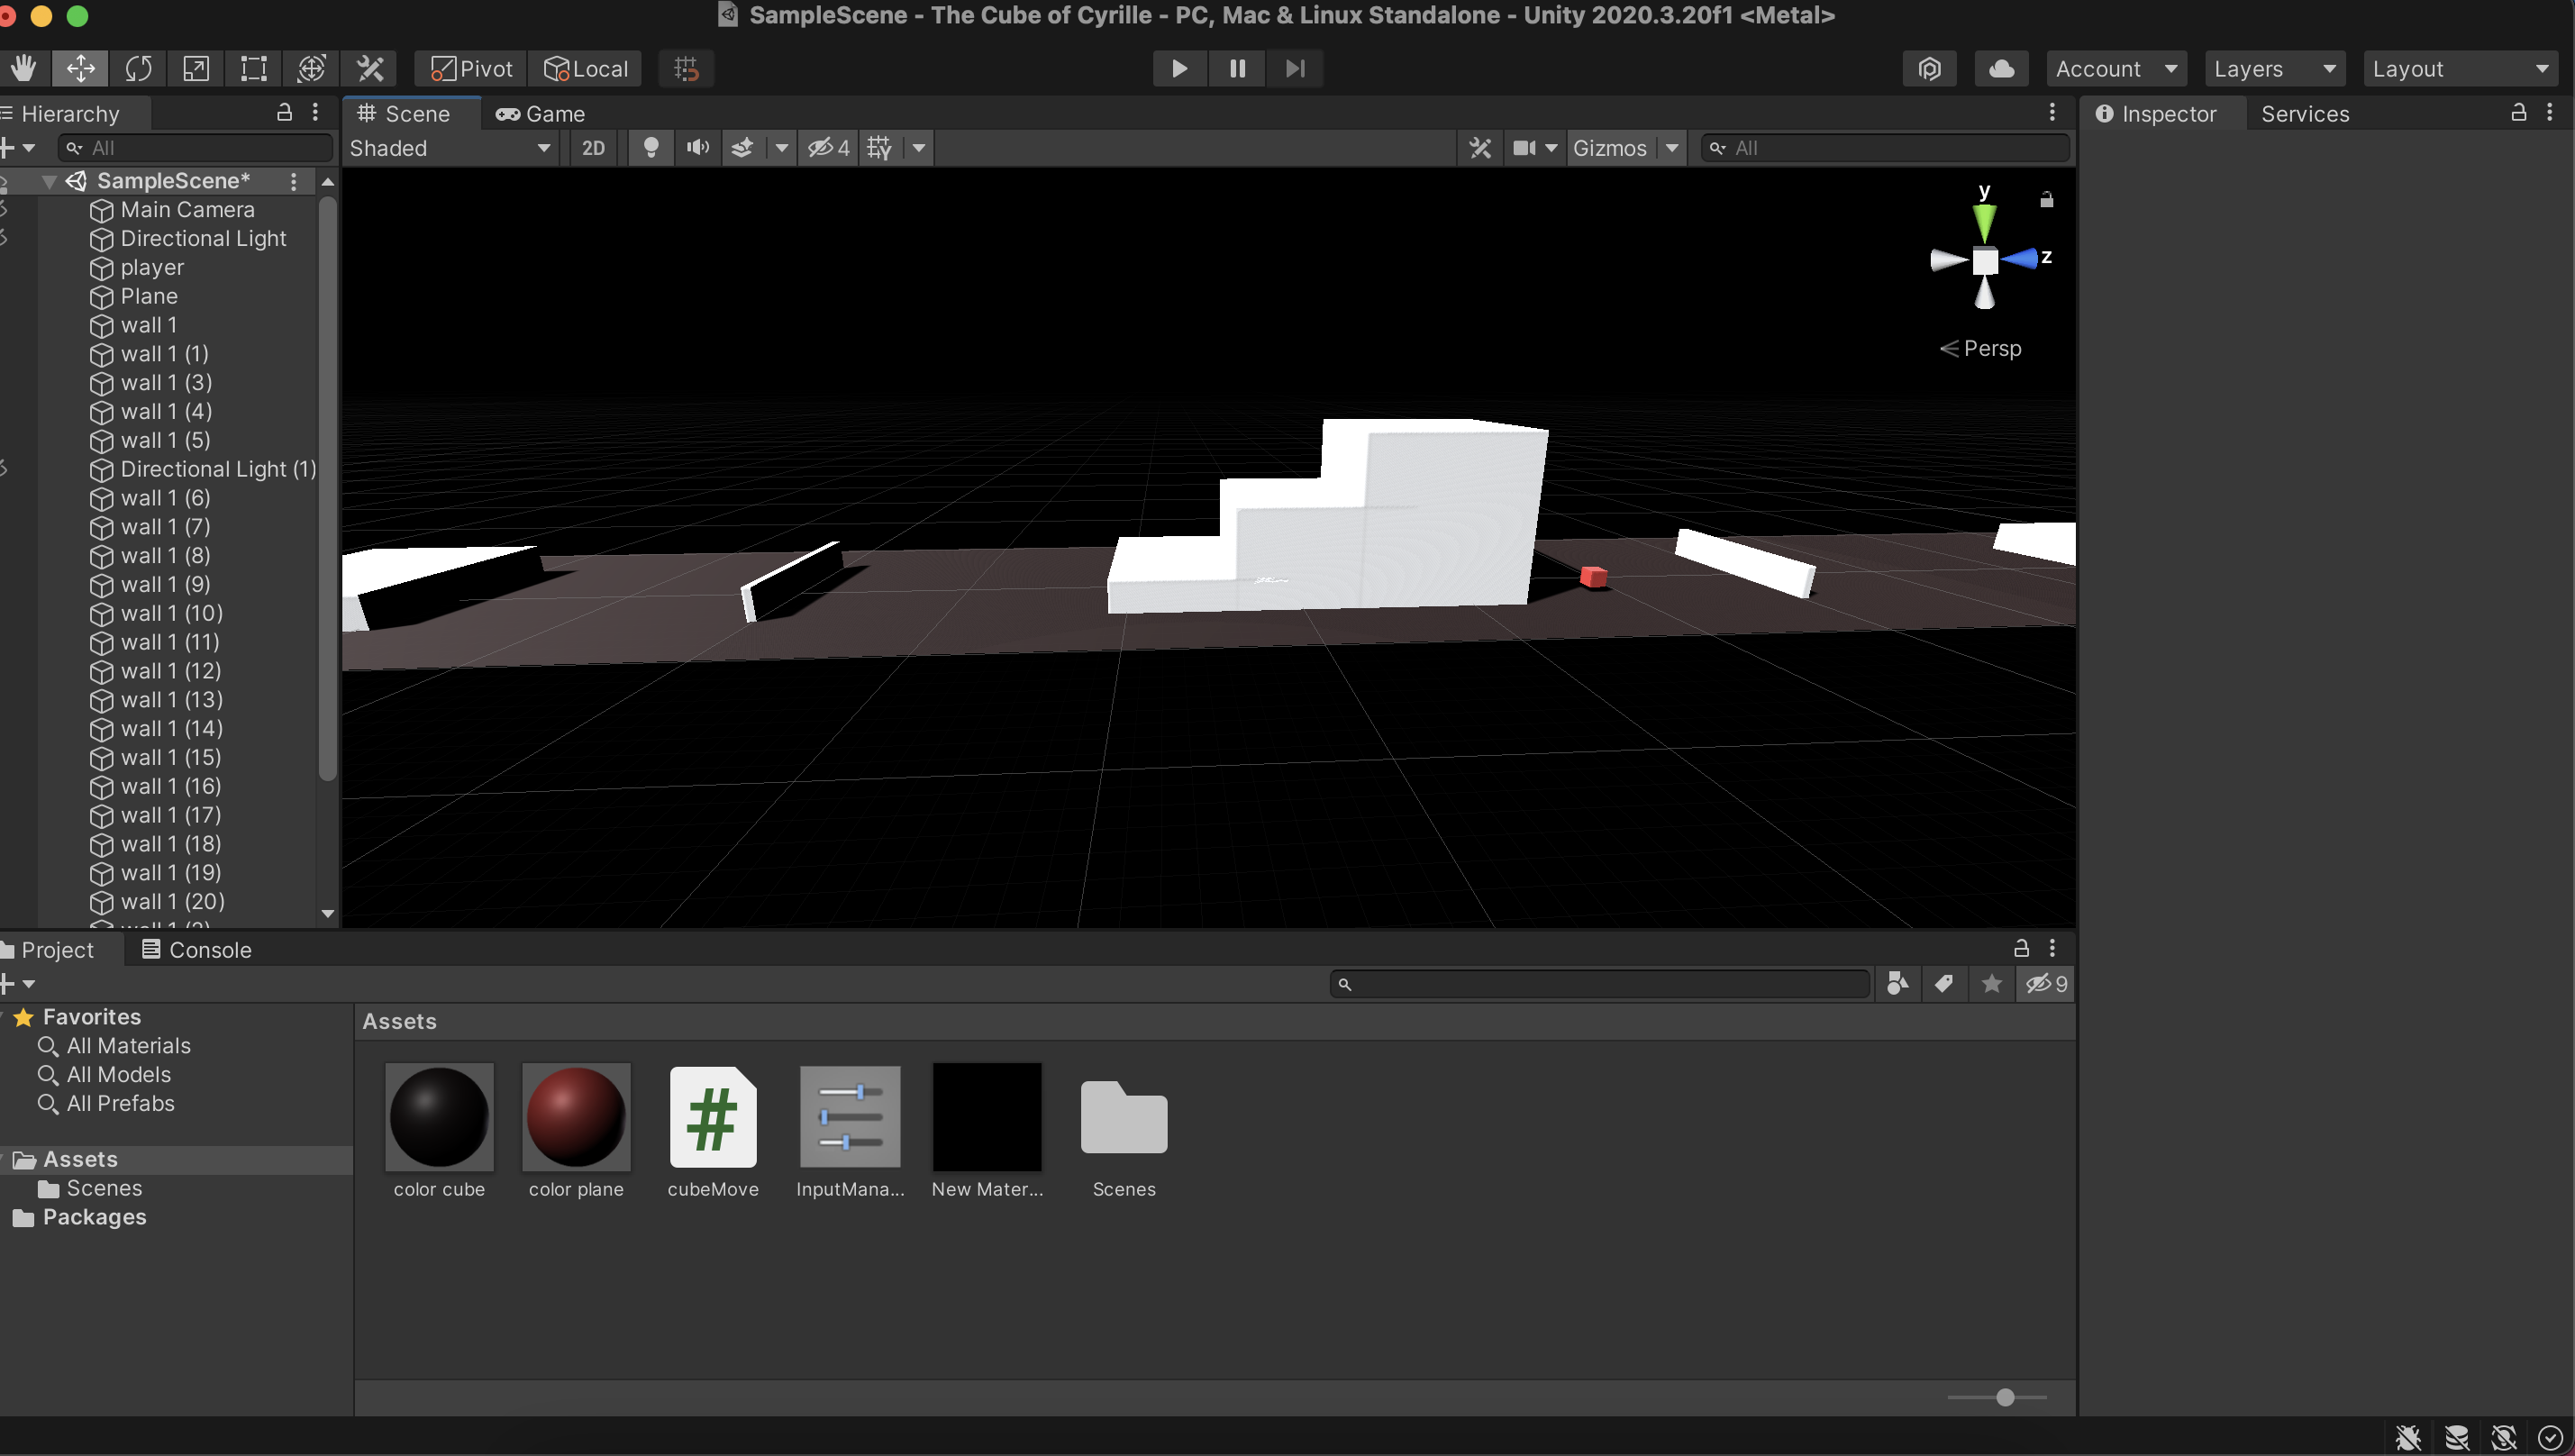 SampleScene - The Cube of Cyrille - PC, Mac & Linux Standalone - Unity 2020.3.20f1 <Metal>
Pivot Local Account Layers Layout
Hierarchy
All
SampleScene*
Main Camera
Directional Light
player
Plane
wall 1
wall 1 (1)
wall 1 (3)
wall 1 (4)
wall 1 (5)
Directional Light (1)
wall 1 (6)
wall 1 (7)
wall 1 (8)
wall 1 (9)
wall 1 (10)
wall 1 (11)
wall 1 (12)
wall 1 (13)
wall 1 (14)
wall 1 (15)
wall 1 (16)
wall 1 (17)
wall 1 (18)
wall 1 (19)
wall 1 (20)
Scene Game
Shaded 2D 4 Gizmos All
y
z
Persp
Inspector Services
Project Console
9
Favorites
All Materials
All Models
All Prefabs
Assets
Scenes
Packages
Assets
color cube color plane cubeMove InputMana... New Mater... Scenes